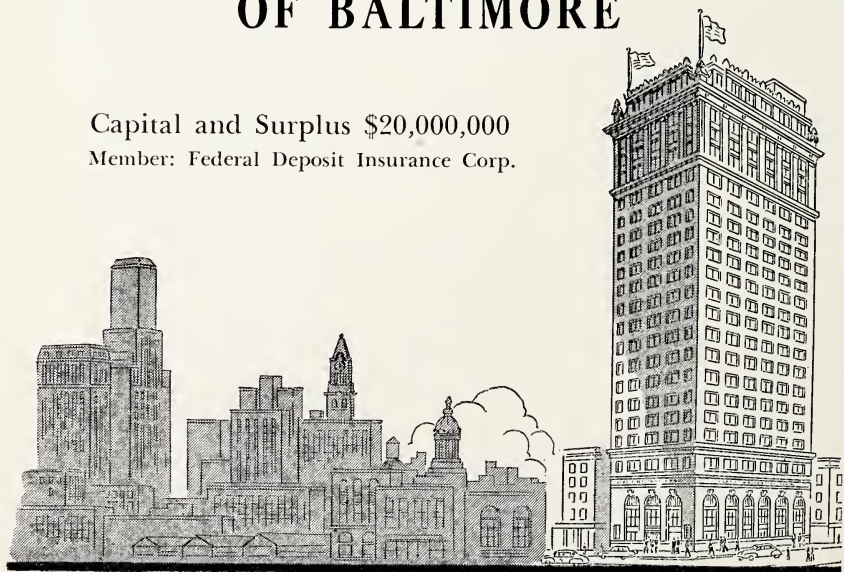 OF BALTIMORE
Capital and Surplus $20,000,000
Member: Federal Deposit Insurance Corp.